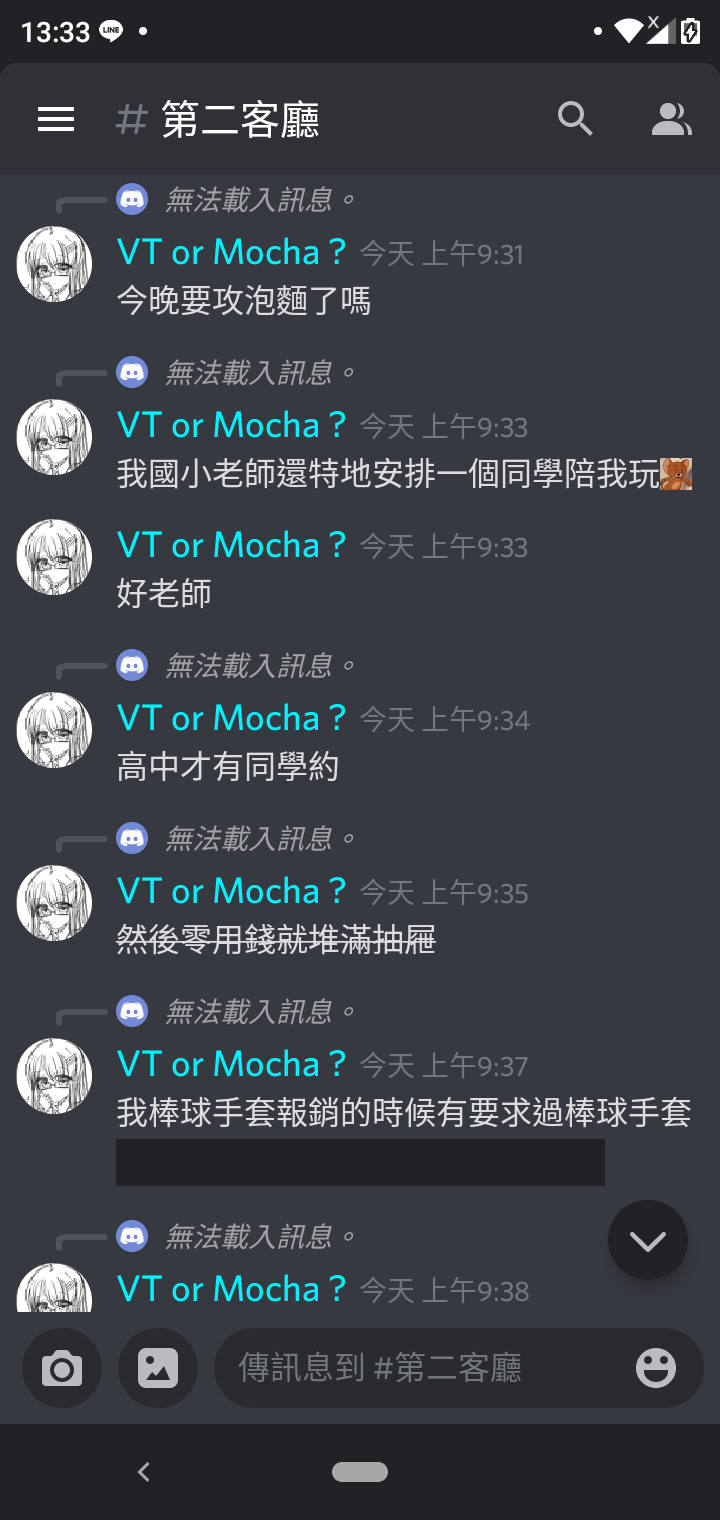 13:33 LINE
# 第二客廳
無法載入訊息。
VT or Mocha？ 今天 上午9:31
今晚要攻泡麵了嗎
無法載入訊息。
VT or Mocha？ 今天 上午9:33
我國小老師還特地安排一個同學陪我玩
VT or Mocha？ 今天 上午9:33
好老師
無法載入訊息。
VT or Mocha？ 今天 上午9:34
高中才有同學約
無法載入訊息。
VT or Mocha？ 今天 上午9:35
然後零用錢就堆滿抽屜
無法載入訊息。
VT or Mocha？ 今天 上午9:37
我棒球手套報銷的時候有要求過棒球手套
無法載入訊息。
VT or Mocha？ 今天 上午9:38
傳訊息到 #第二客廳